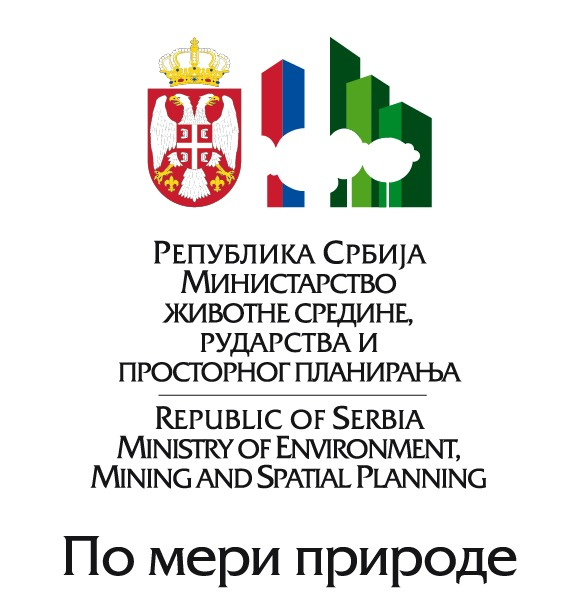 Република Србија
Министарство
животне средине,
рударства и
просторног планирања
Republic of Serbia
Ministry of Environment,
Mining and Spatial Planning
По мери природе